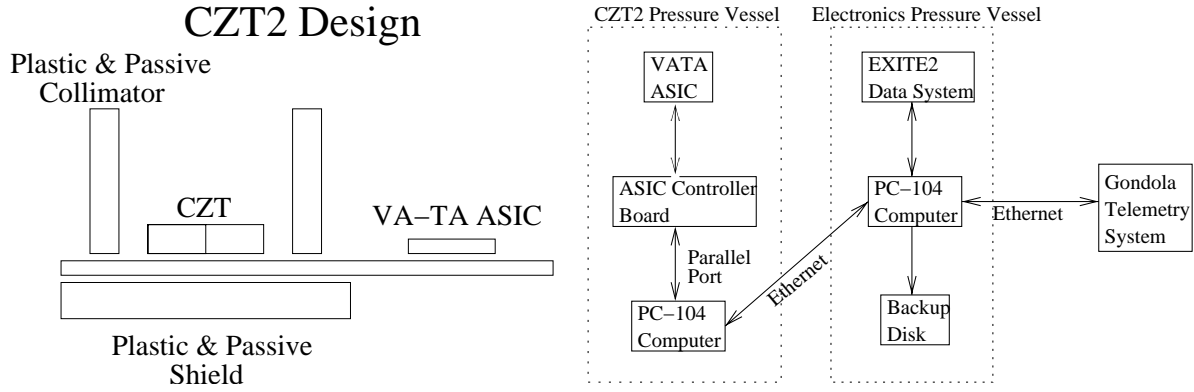 CZT2 Design
Plastic & Passive
Collimator
CZT
VA−TA ASIC
Plastic & Passive
Shield
CZT2 Pressure Vessel
VATA
ASIC
ASIC Controller
Board
Parallel
Port
PC−104
Computer
Ethernet
Electronics Pressure Vessel
EXITE2
Data System
PC−104
Computer
Backup
Disk
Ethernet
Gondola
Telemetry
System